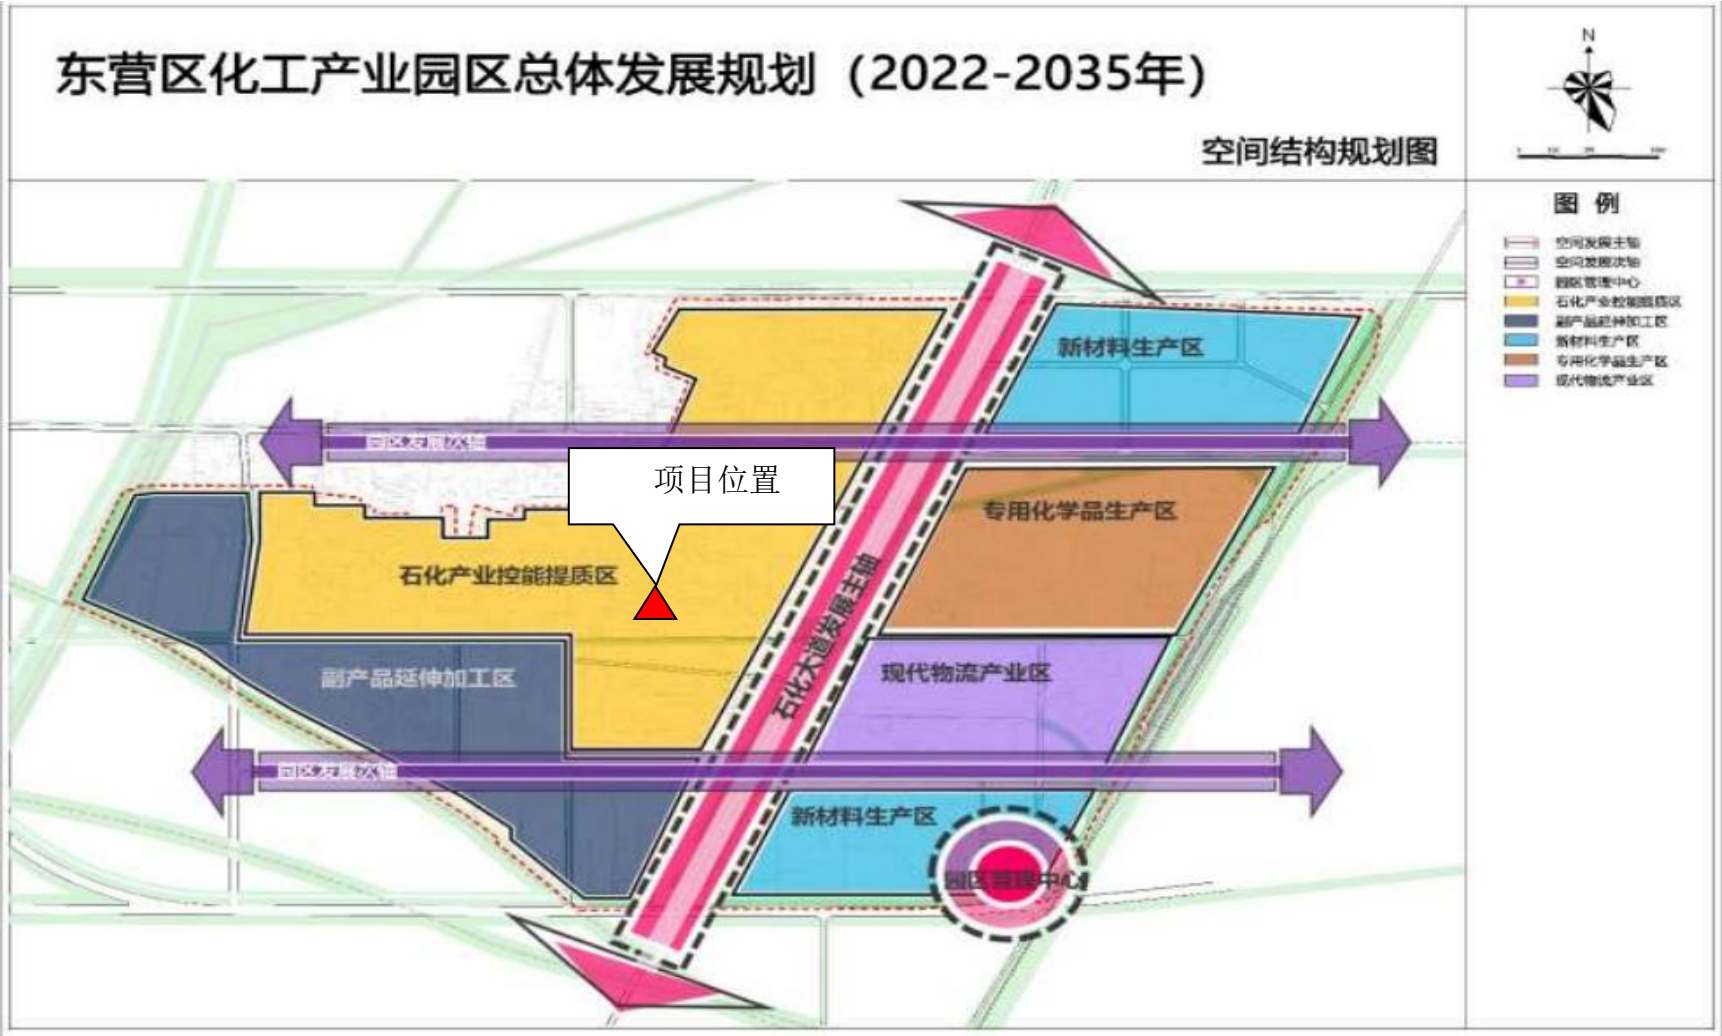 东营区化工产业园区总体发展规划（2022-2035年）
空间结构规划图
N
图 例
空间发展主轴
空间发展次轴
园区管理中心
石化产业控能提质区
副产品延伸加工区
新材料生产区
专用化学品生产区
现代物流产业区
新材料生产区
园区发展次轴
项目位置
专用化学品生产区
石化产业控能提质区
石化大道发展主轴
副产品延伸加工区
现代物流产业区
园区发展次轴
新材料生产区
园区管理中心